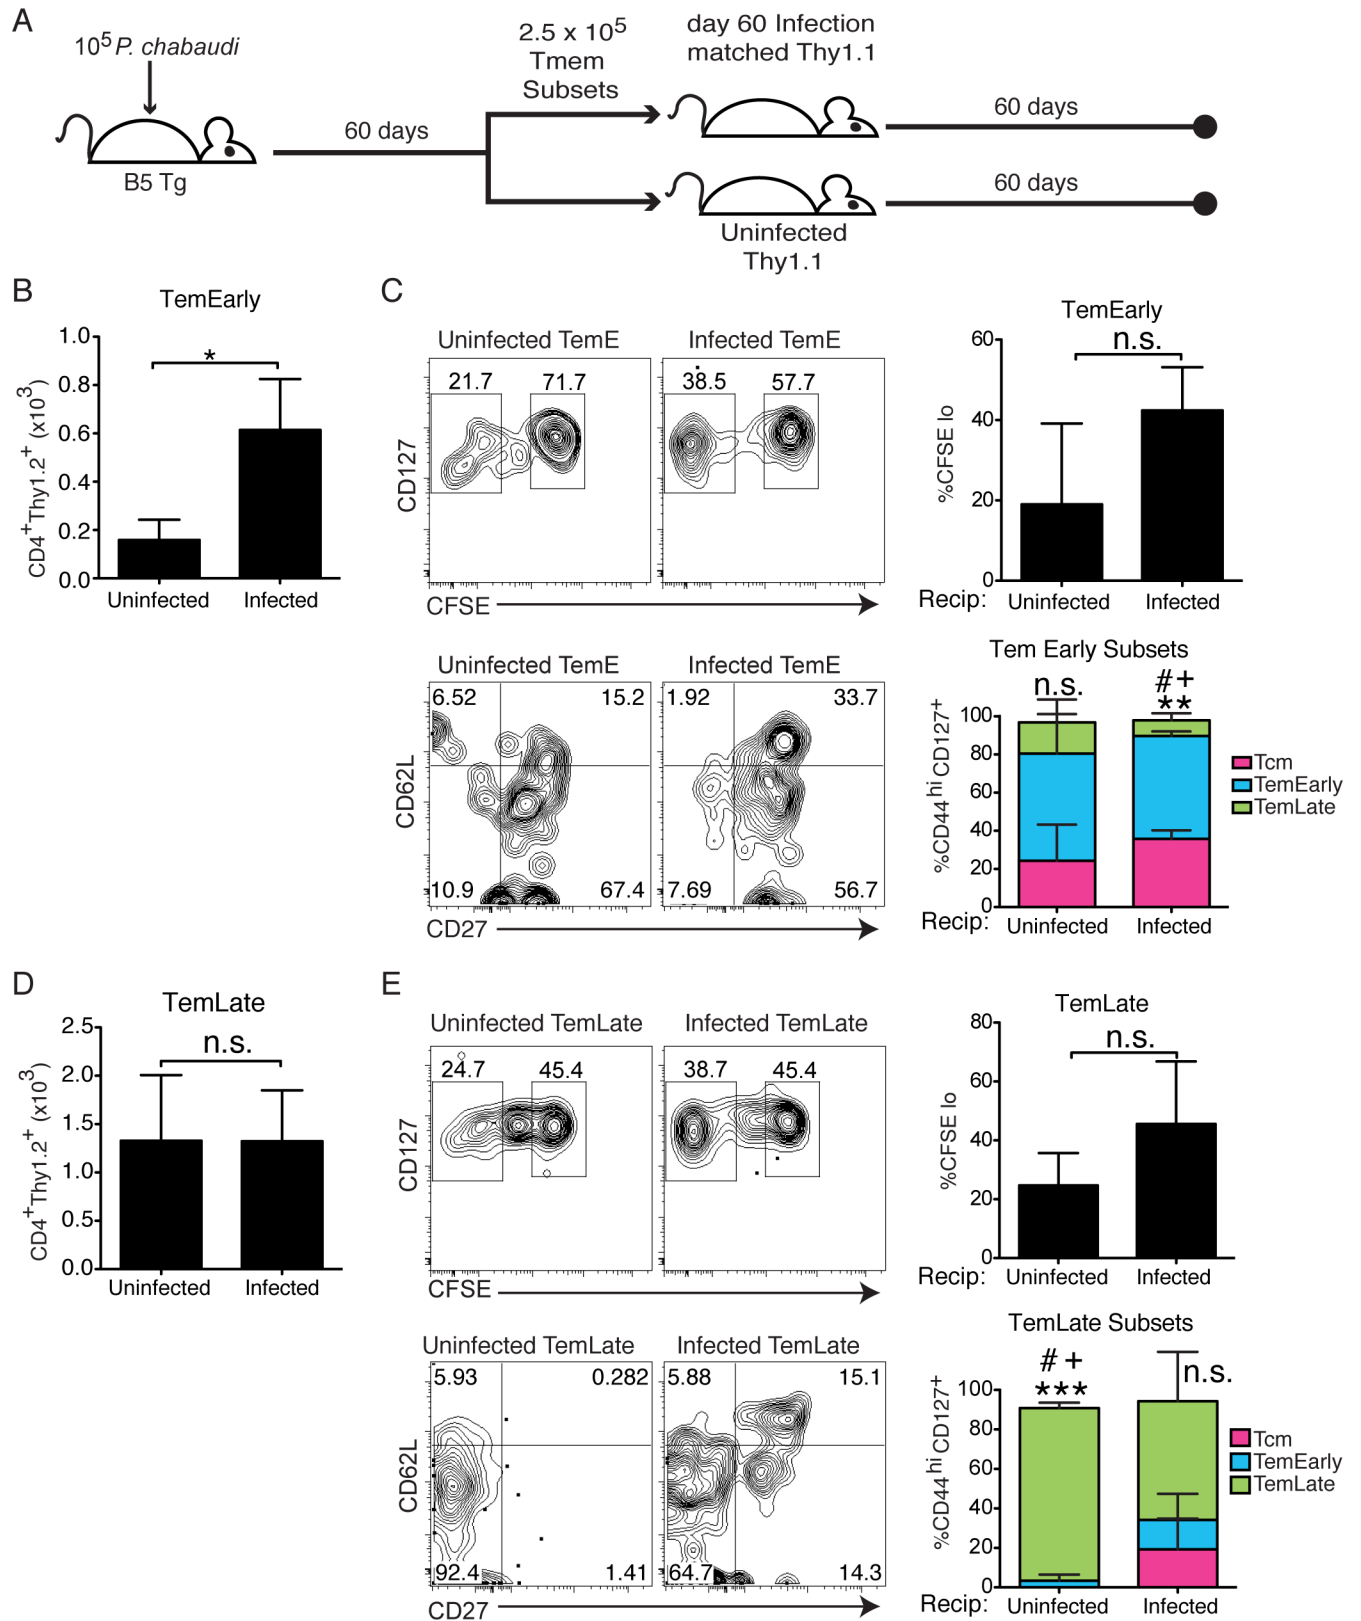 A
10⁵ P. chabaudi
B5 Tg
60 days
2.5 x 10⁵
Tmem
Subsets
day 60 Infection
matched Thy1.1
60 days
Uninfected
Thy1.1
60 days
B
TemEarly
CD4⁺Thy1.2⁺ (x10³)
1.0
0.8
0.6
0.4
0.2
0.0
*
Uninfected
Infected
C
Uninfected TemE
21.7
71.7
Infected TemE
38.5
57.7
CD127
CFSE
TemEarly
n.s.
%CFSE lo
60
40
20
0
Recip:
Uninfected
Infected
Uninfected TemE
6.52
15.2
10.9
67.4
Infected TemE
1.92
33.7
7.69
56.7
CD62L
CD27
Tem Early Subsets
n.s.
# +
**
%CD44ʰⁱCD127⁺
100
80
60
40
20
0
Tcm
TemEarly
TemLate
Recip:
Uninfected
Infected
D
TemLate
n.s.
CD4⁺Thy1.2⁺ (x10³)
2.5
2.0
1.5
1.0
0.5
0.0
Uninfected
Infected
E
Uninfected TemLate
24.7
45.4
Infected TemLate
38.7
45.4
CD127
CFSE
TemLate
n.s.
%CFSE lo
80
60
40
20
0
Recip:
Uninfected
Infected
Uninfected TemLate
5.93
0.282
92.4
1.41
Infected TemLate
5.88
15.1
64.7
14.3
CD62L
CD27
TemLate Subsets
# +
***
n.s.
%CD44ʰⁱCD127⁺
100
80
60
40
20
0
Tcm
TemEarly
TemLate
Recip:
Uninfected
Infected